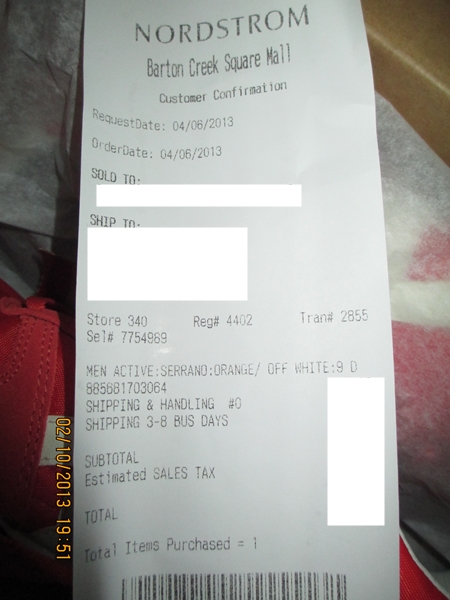 NORDSTROM
Barton Creek Square Mall
Customer Confirmation
RequestDate: 04/06/2013
OrderDate: 04/06/2013
SOLD TO:
SHIP TO:
Store 340 Reg# 4402 Tran# 2855
Sel# 7754969
MEN ACTIVE:SERRANO:ORANGE/ OFF WHITE:9 D
885681703064
SHIPPING & HANDLING #0
SHIPPING 3-8 BUS DAYS
SUBTOTAL
Estimated SALES TAX
TOTAL
Total Items Purchased = 1
02/10/2013 19:51